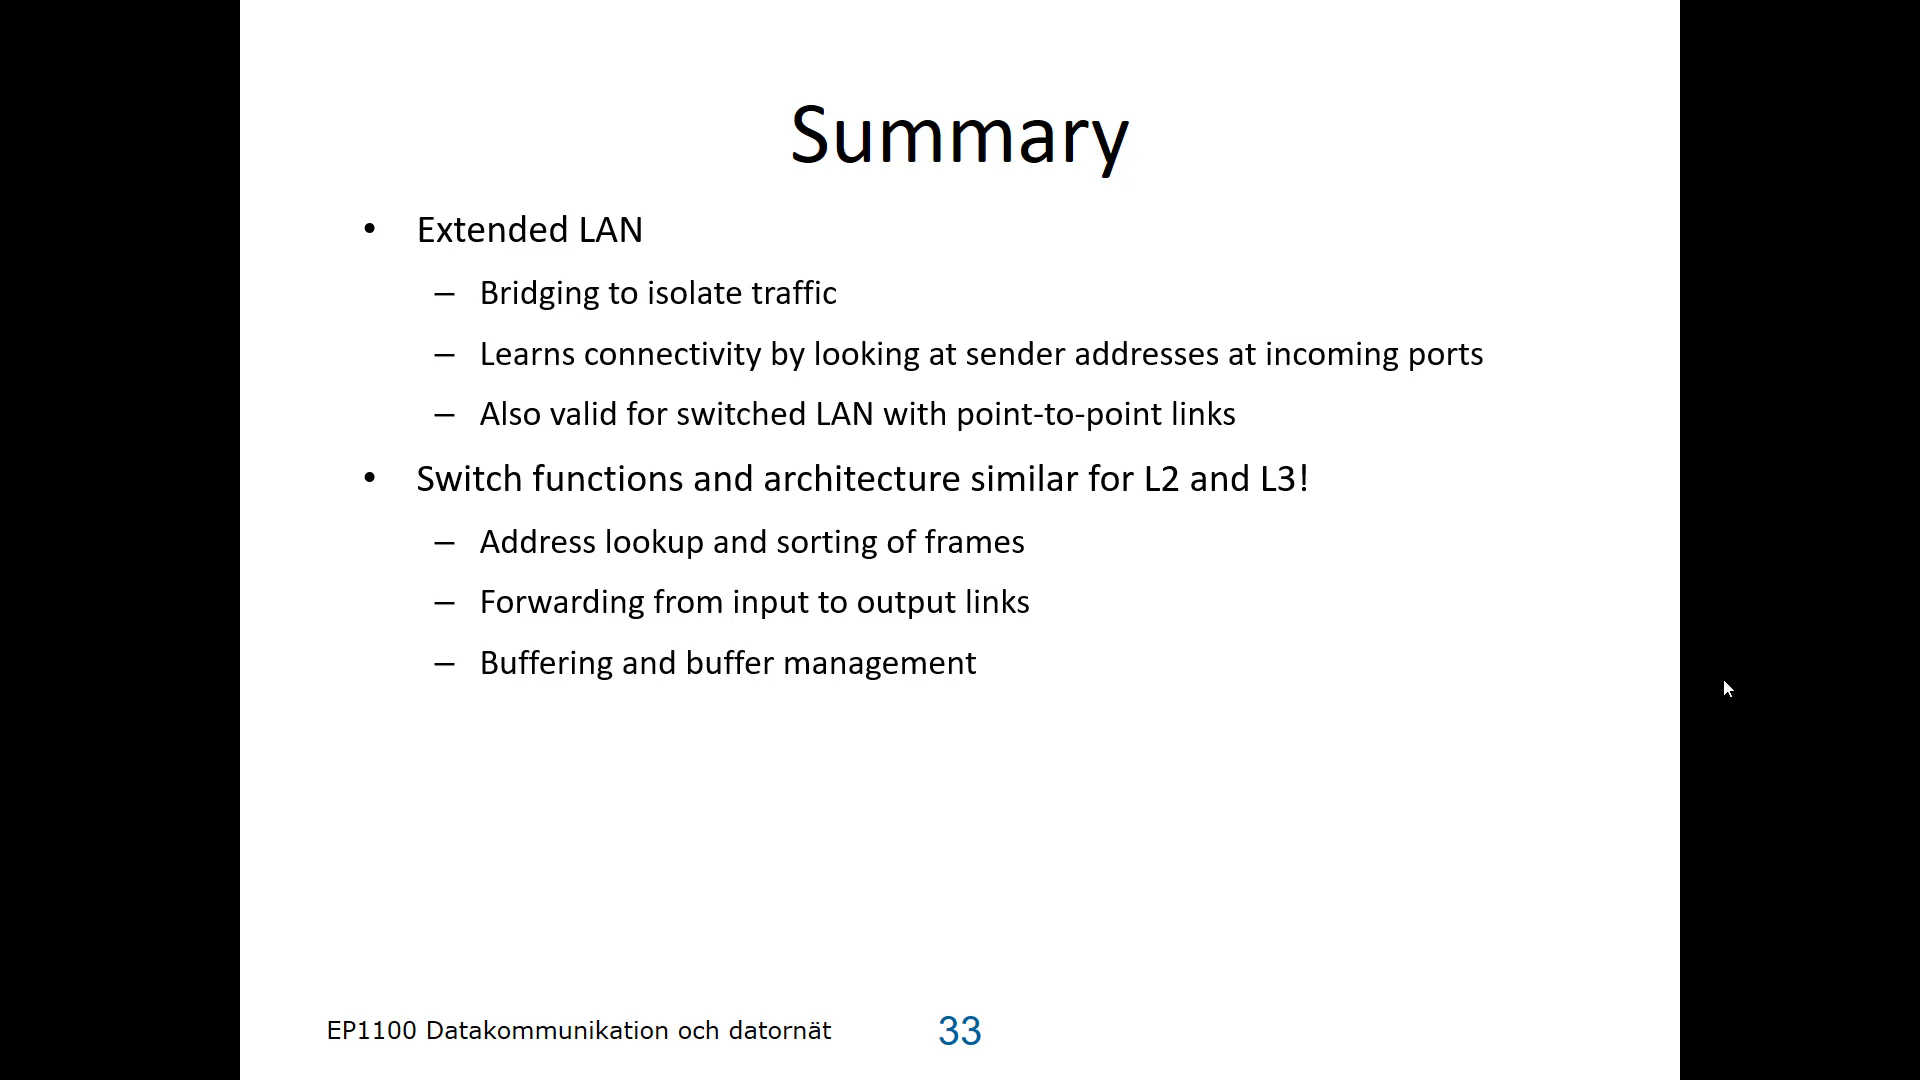 Summary
• Extended LAN
– Bridging to isolate traffic
– Learns connectivity by looking at sender addresses at incoming ports
– Also valid for switched LAN with point-to-point links
• Switch functions and architecture similar for L2 and L3!
– Address lookup and sorting of frames
– Forwarding from input to output links
– Buffering and buffer management
EP1100 Datakommunikation och datornät 33